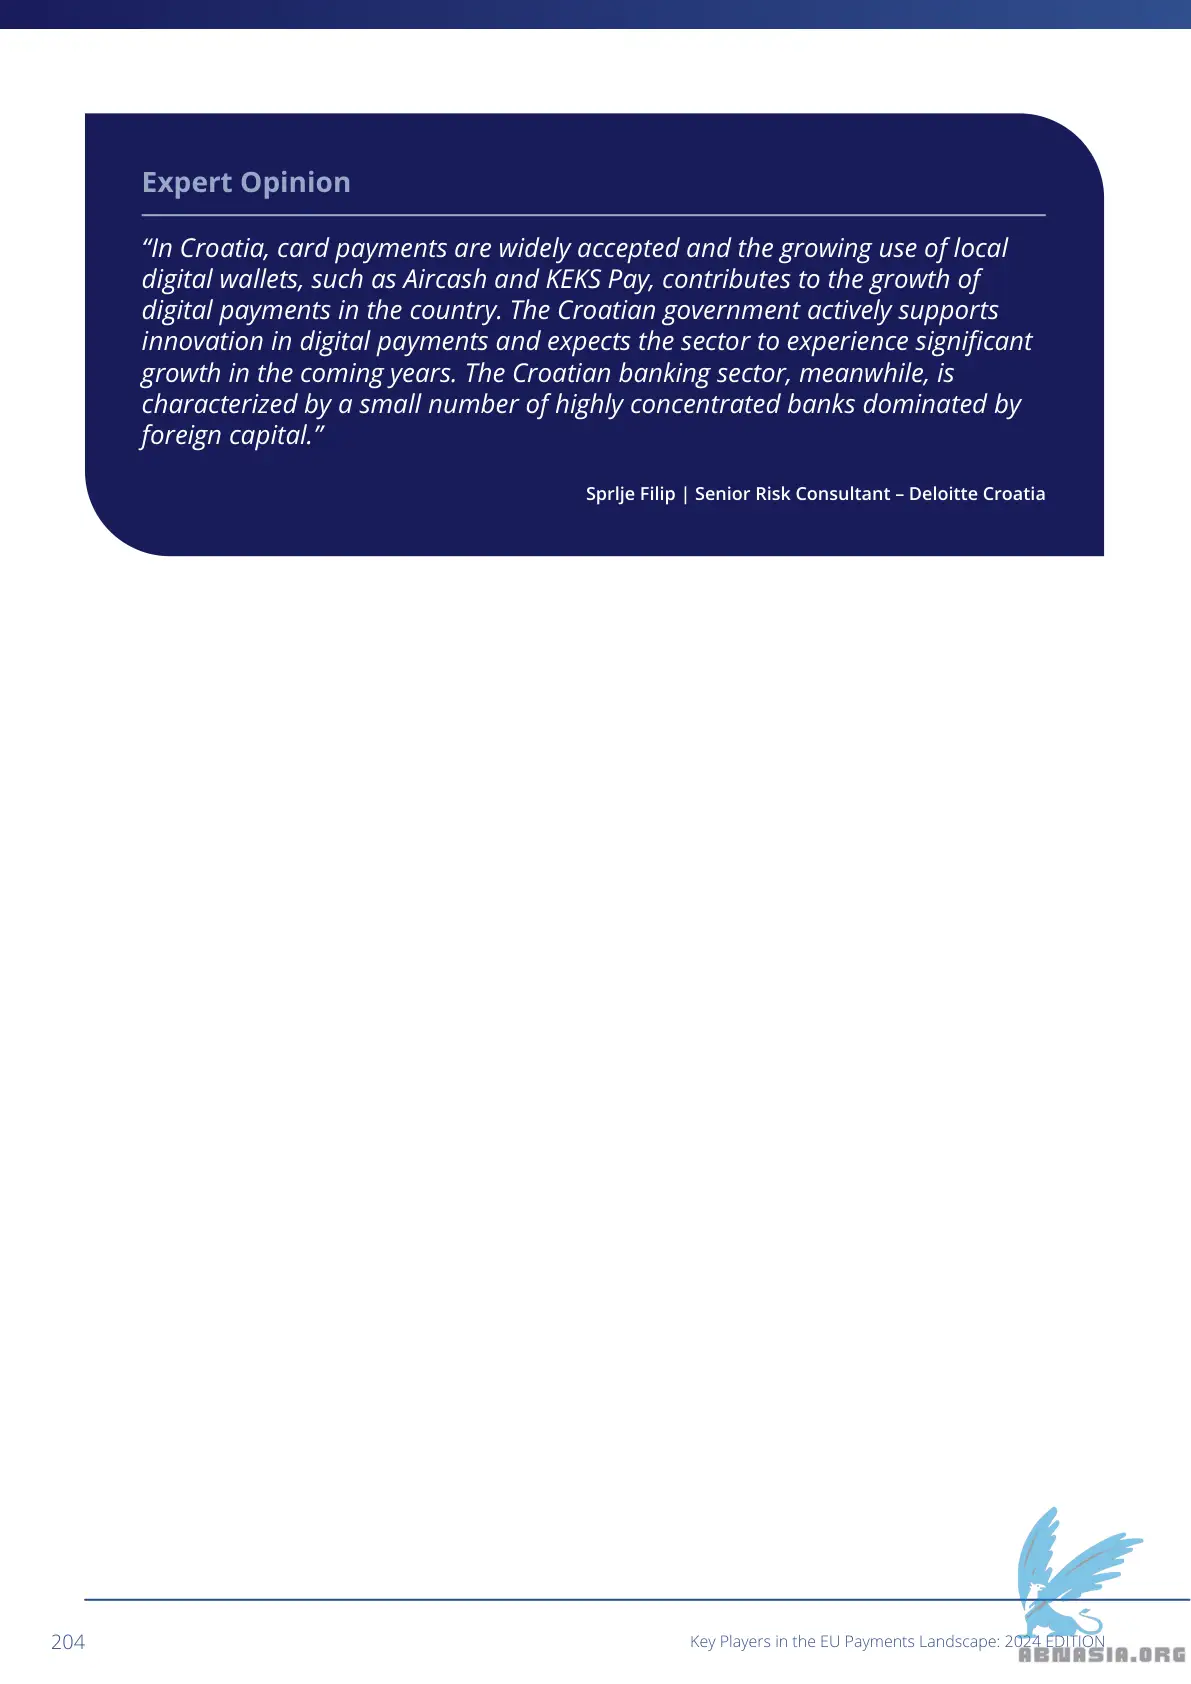 Expert Opinion
“In Croatia, card payments are widely accepted and the growing use of local
digital wallets, such as Aircash and KEKS Pay, contributes to the growth of
digital payments in the country. The Croatian government actively supports
innovation in digital payments and expects the sector to experience significant
growth in the coming years. The Croatian banking sector, meanwhile, is
characterized by a small number of highly concentrated banks dominated by
foreign capital.”
Sprlje Filip | Senior Risk Consultant – Deloitte Croatia
204
Key Players in the EU Payments Landscape: 2024 EDITION
ABNASIA.ORG